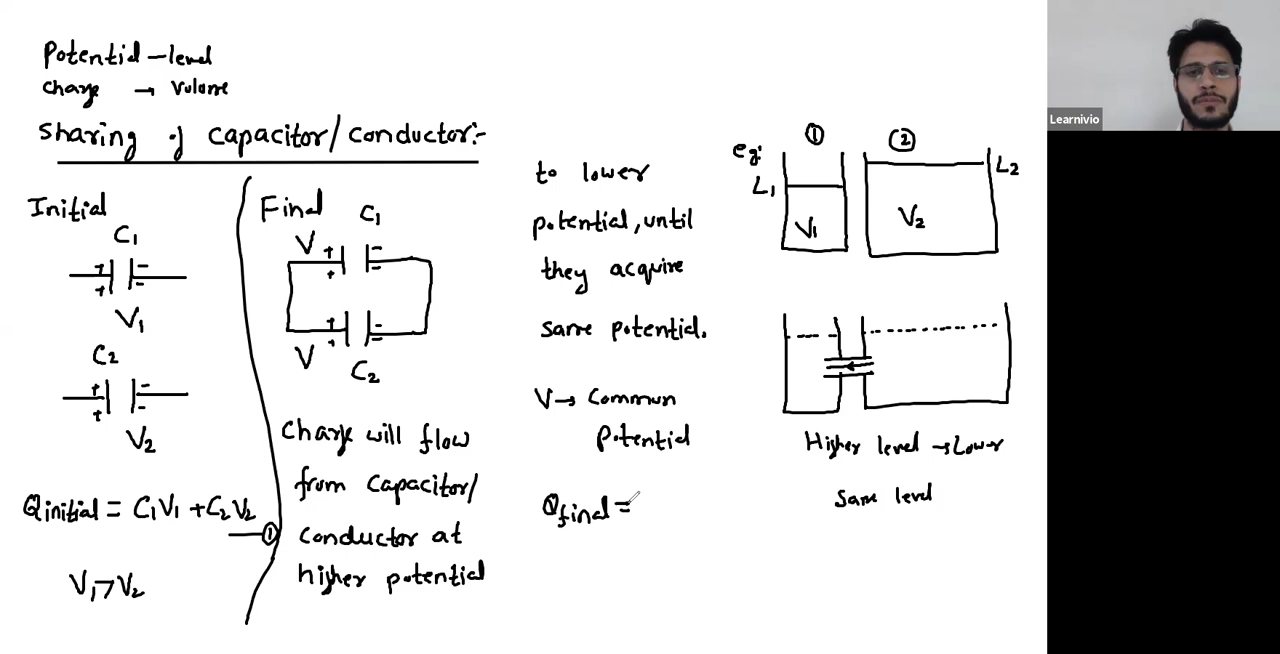 Potential - level
charge → Volume
Sharing of capacitor/conductor:-
Initial
C1
+ -
+ -
V1
C2
+ -
+ -
V2
Qinitial = C1V1 + C2V2
①
V1 > V2
Final
C1
V + -
+ -
+ -
V + -
C2
Charge will flow
from capacitor/
conductor at
higher potential
to lower
potential, until
they acquire
same potential.
V → Common
potential
Qfinal =
eg:
① ②
L1 L2
V1 V2
Higher level → Lower
Same level
Learnivio